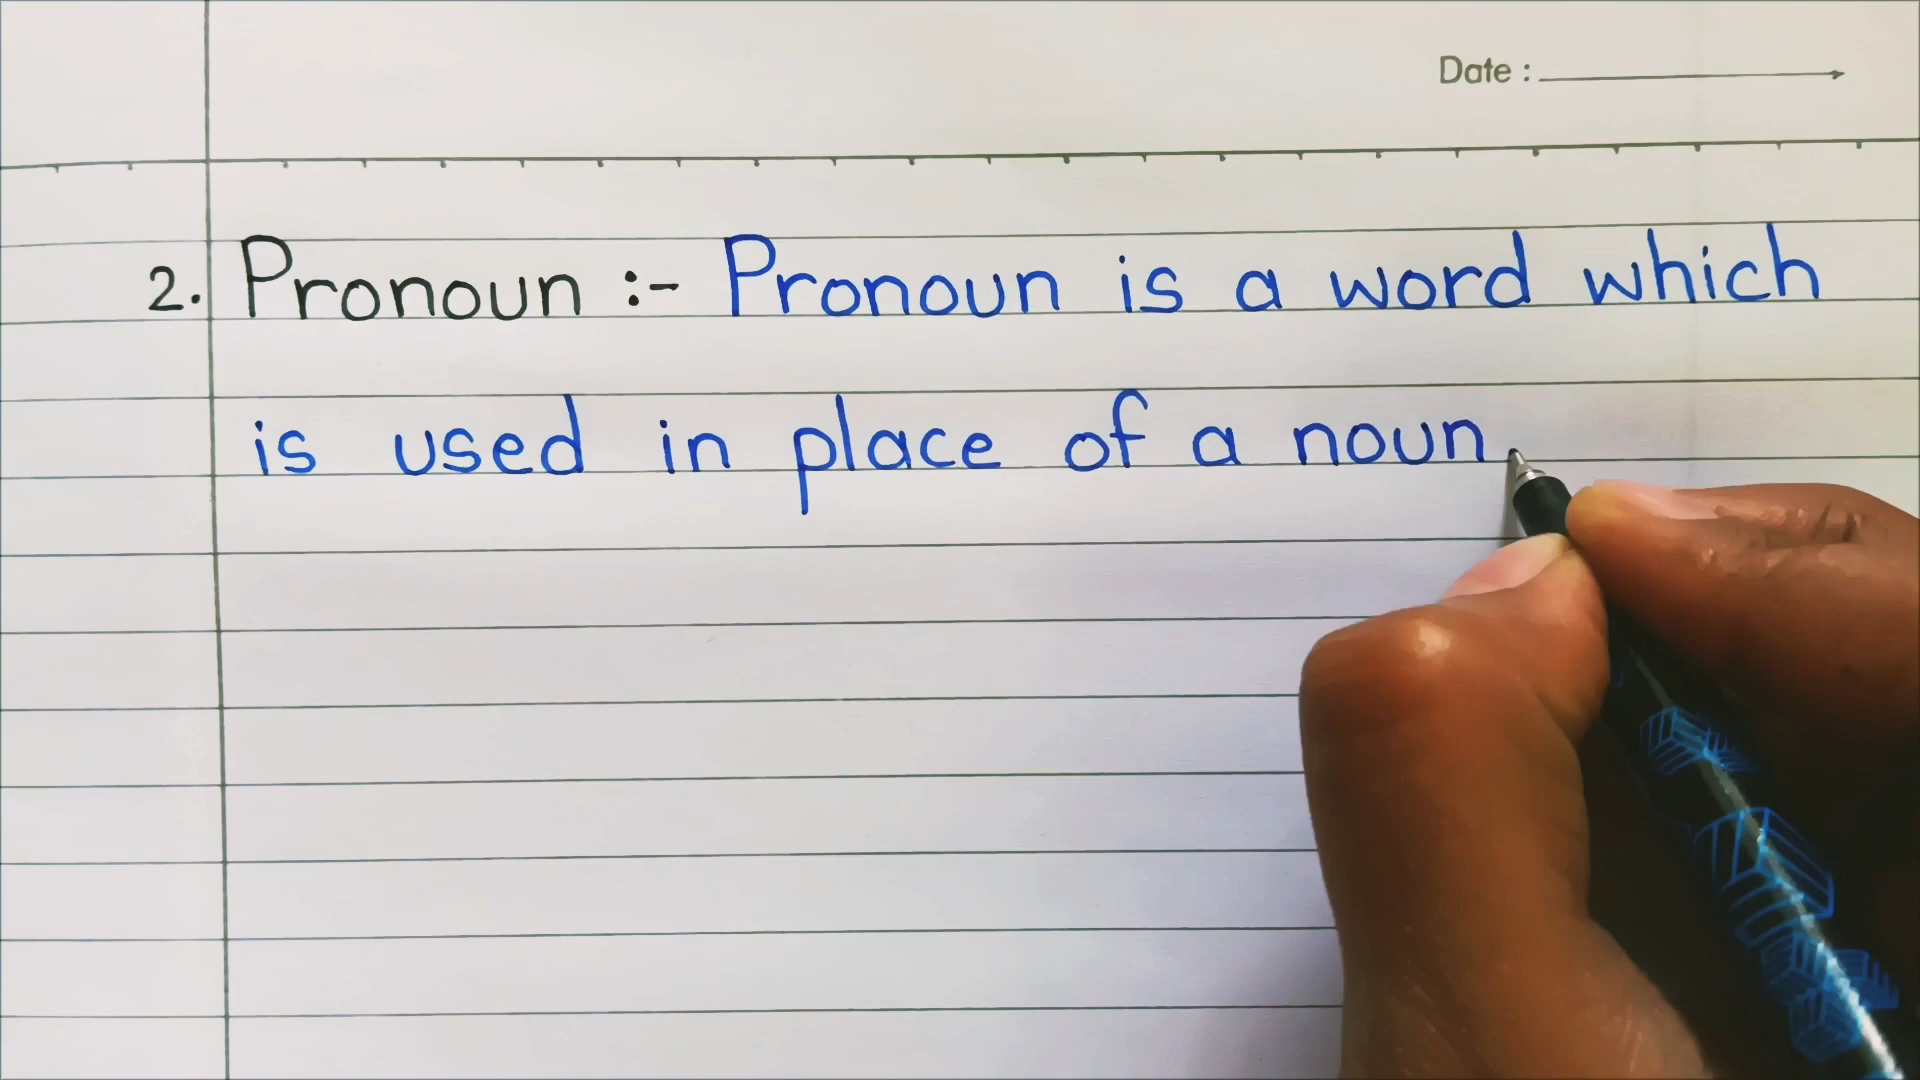 Date :
2. Pronoun :- Pronoun is a word which
is used in place of a noun.